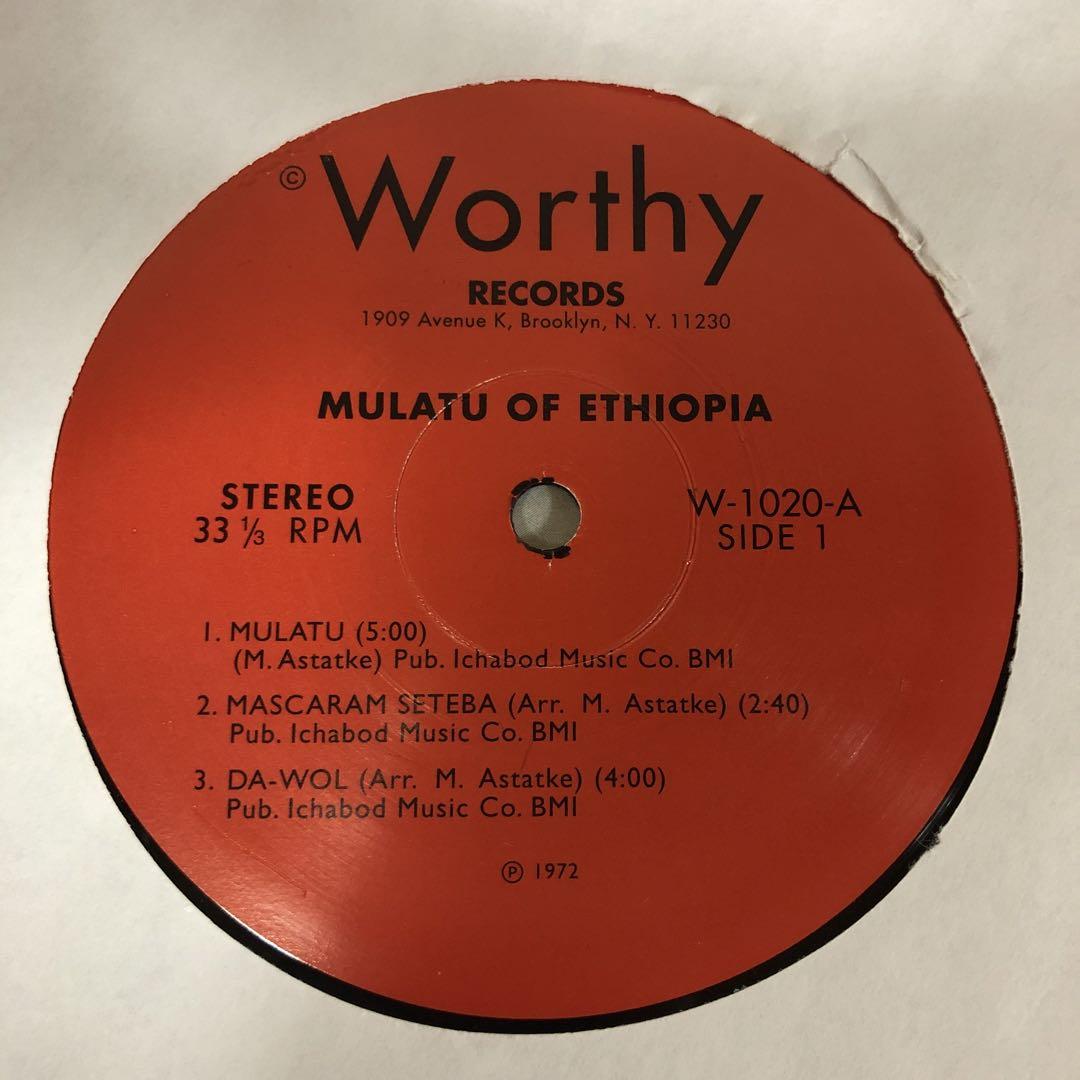 © Worthy
RECORDS
1909 Avenue K, Brooklyn, N. Y. 11230
MULATU OF ETHIOPIA
STEREO
33 ⅓ RPM
W-1020-A
SIDE 1
1. MULATU (5:00)
(M. Astatke) Pub. Ichabod Music Co. BMI
2. MASCARAM SETEBA (Arr. M. Astatke) (2:40)
Pub. Ichabod Music Co. BMI
3. DA-WOL (Arr. M. Astatke) (4:00)
Pub. Ichabod Music Co. BMI
℗ 1972